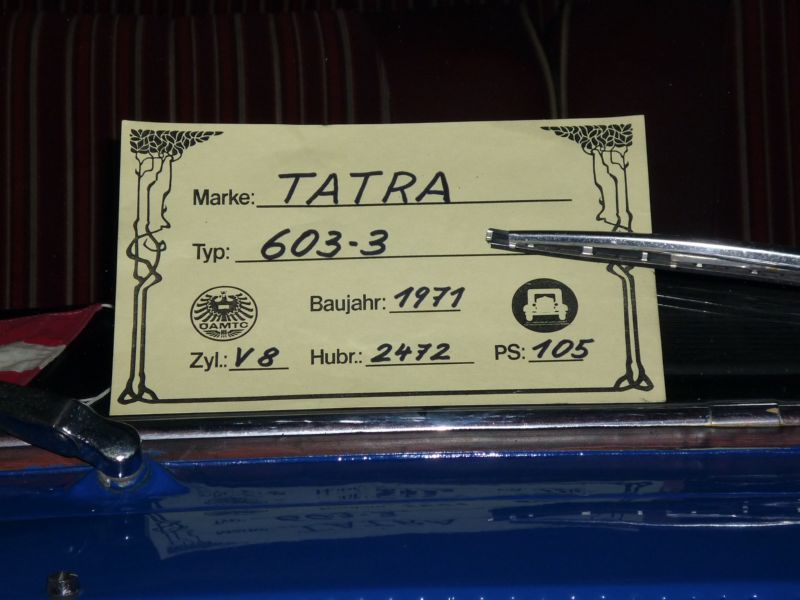 Marke: TATRA
Typ: 603-3
Baujahr: 1971
ÖAMTC
Zyl.: V8 Hubr.: 2472 PS: 105